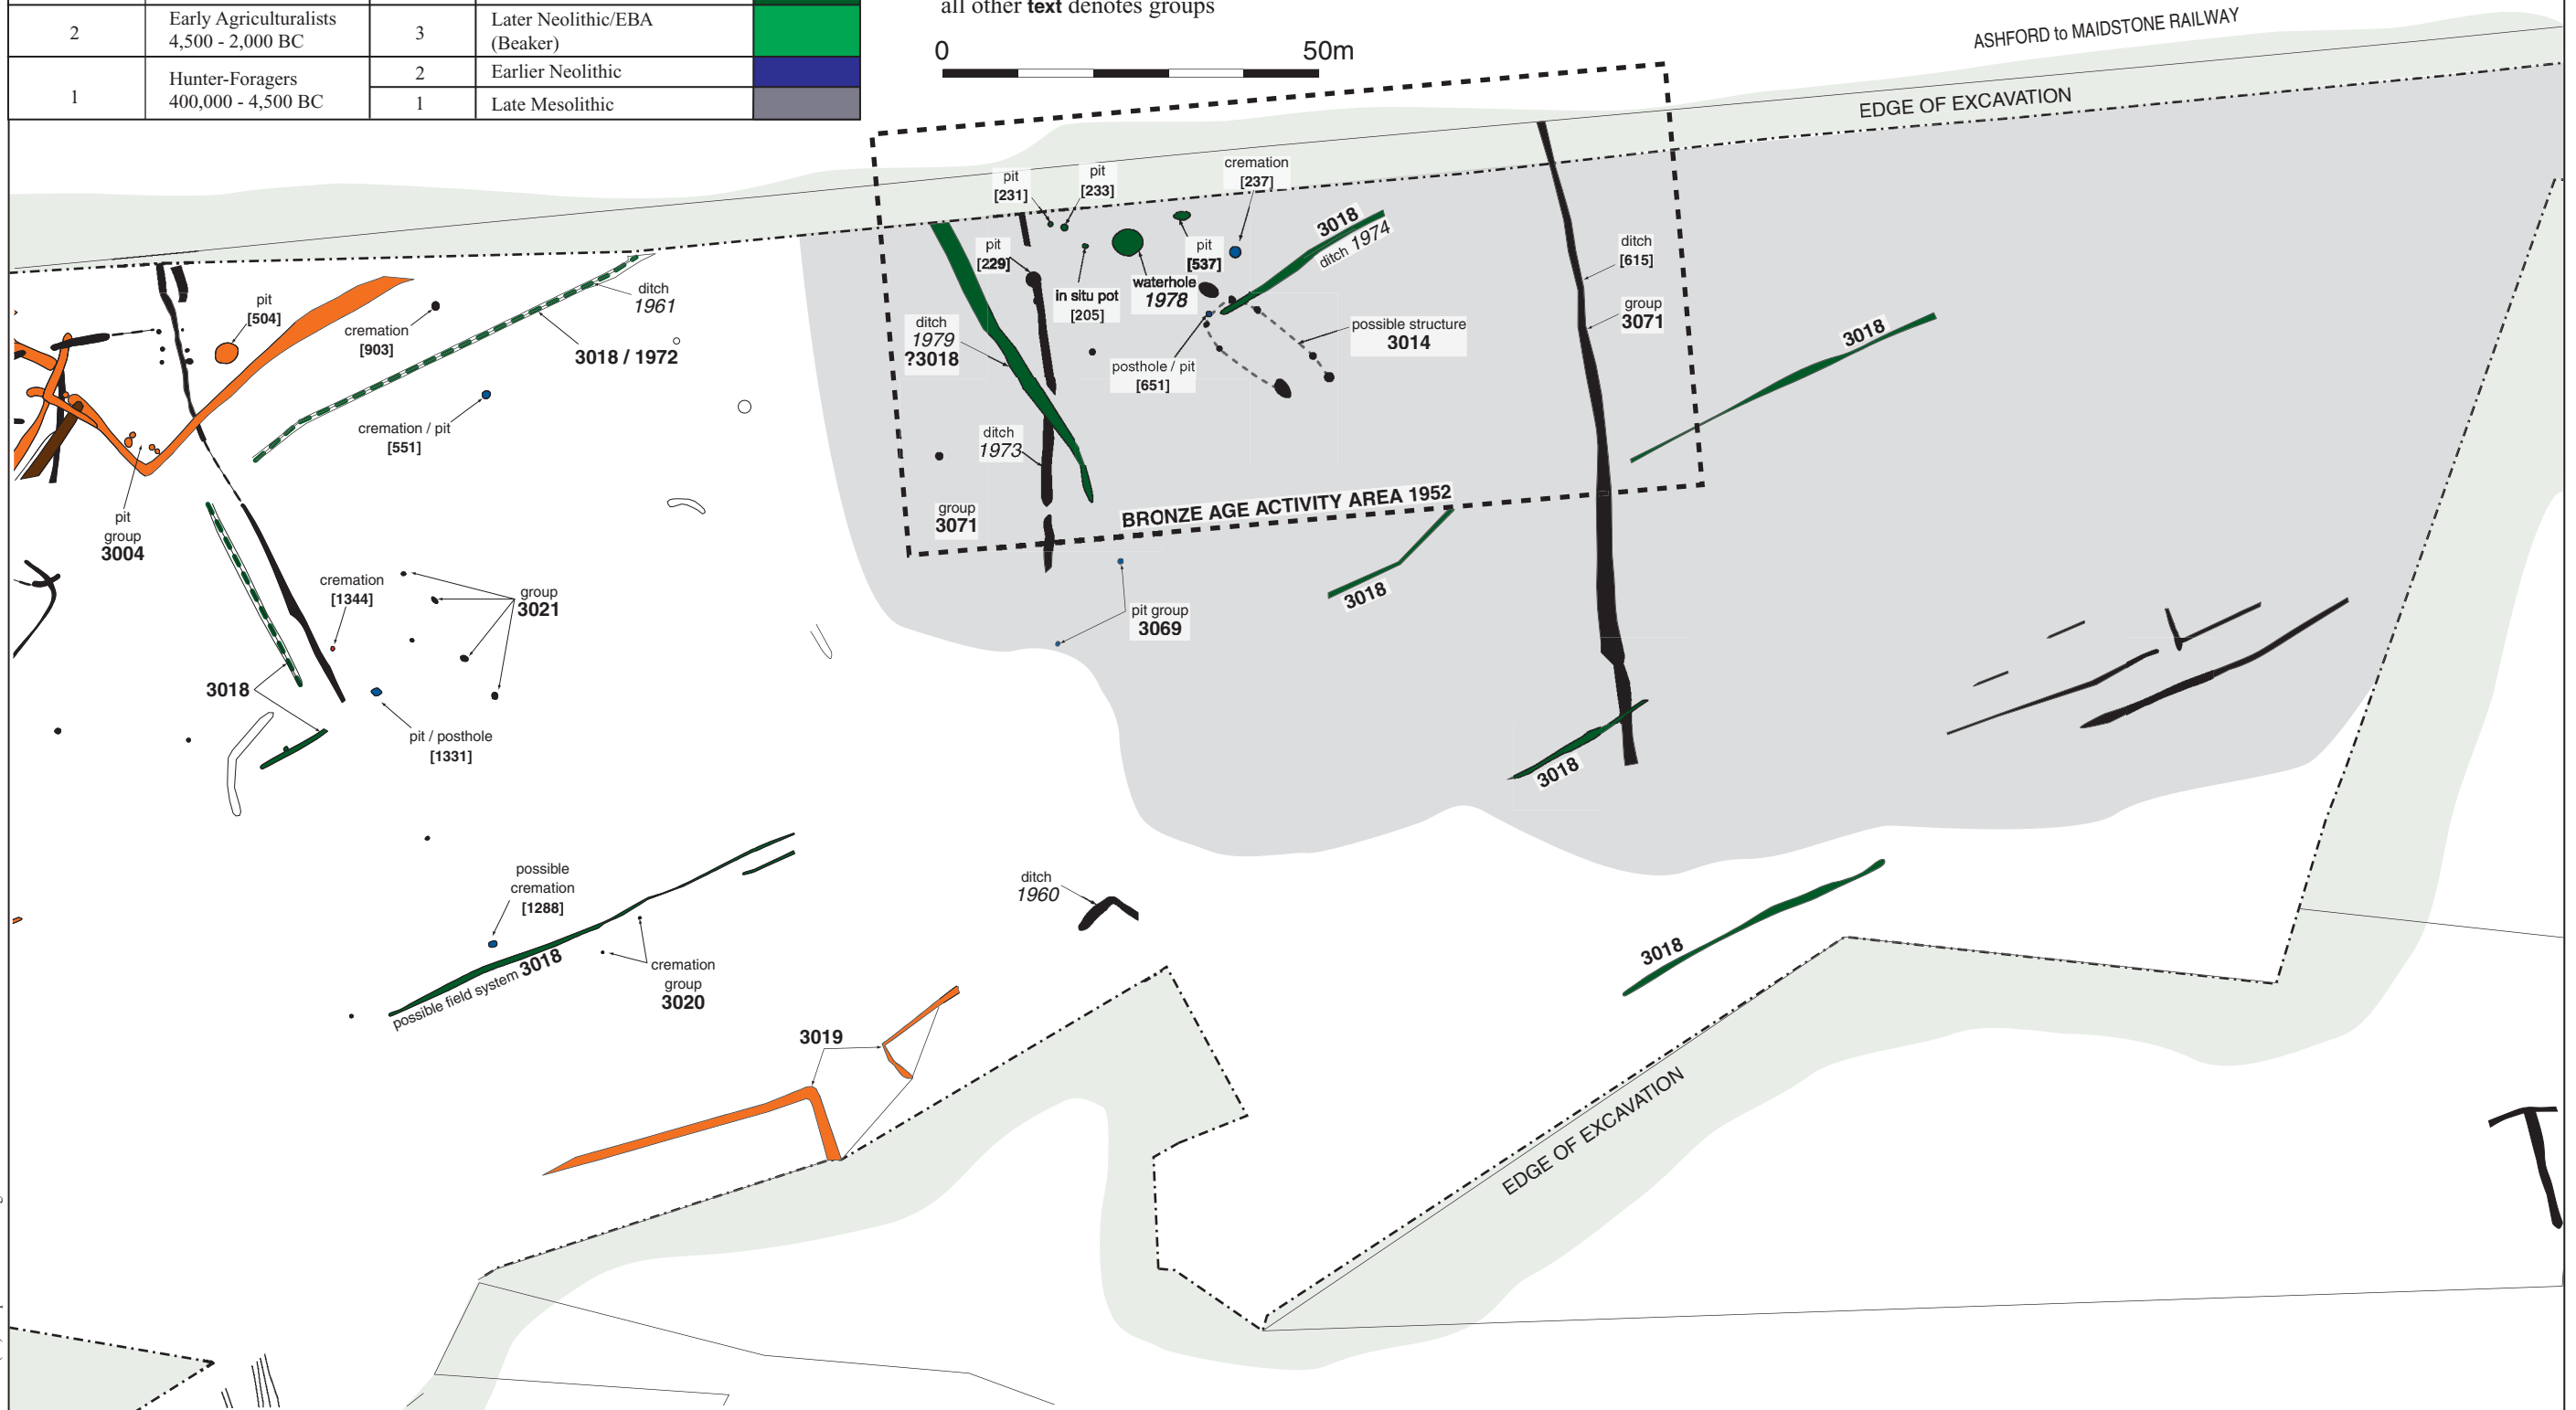 all other text denotes groups
2
Early Agriculturalists
4,500 - 2,000 BC
3
Later Neolithic/EBA
(Beaker)
1
Hunter-Foragers
400,000 - 4,500 BC
2
Earlier Neolithic
1
Late Mesolithic
0
50m
ASHFORD to MAIDSTONE RAILWAY
EDGE OF EXCAVATION
pit
[231]
pit
[233]
cremation
[237]
pit
[229]
in situ pot
[205]
waterhole
1978
pit
[537]
3018
ditch 1974
ditch
[615]
group
3071
possible structure
3014
posthole / pit
[651]
ditch
1979
?3018
ditch
1973
group
3071
BRONZE AGE ACTIVITY AREA 1952
3018
pit
[504]
cremation
[903]
ditch
1961
3018 / 1972
cremation / pit
[551]
pit
group
3004
cremation
[1344]
group
3021
3018
pit / posthole
[1331]
pit group
3069
3018
3018
possible
cremation
[1288]
possible field system 3018
cremation
group
3020
ditch
1960
3018
3019
EDGE OF EXCAVATION